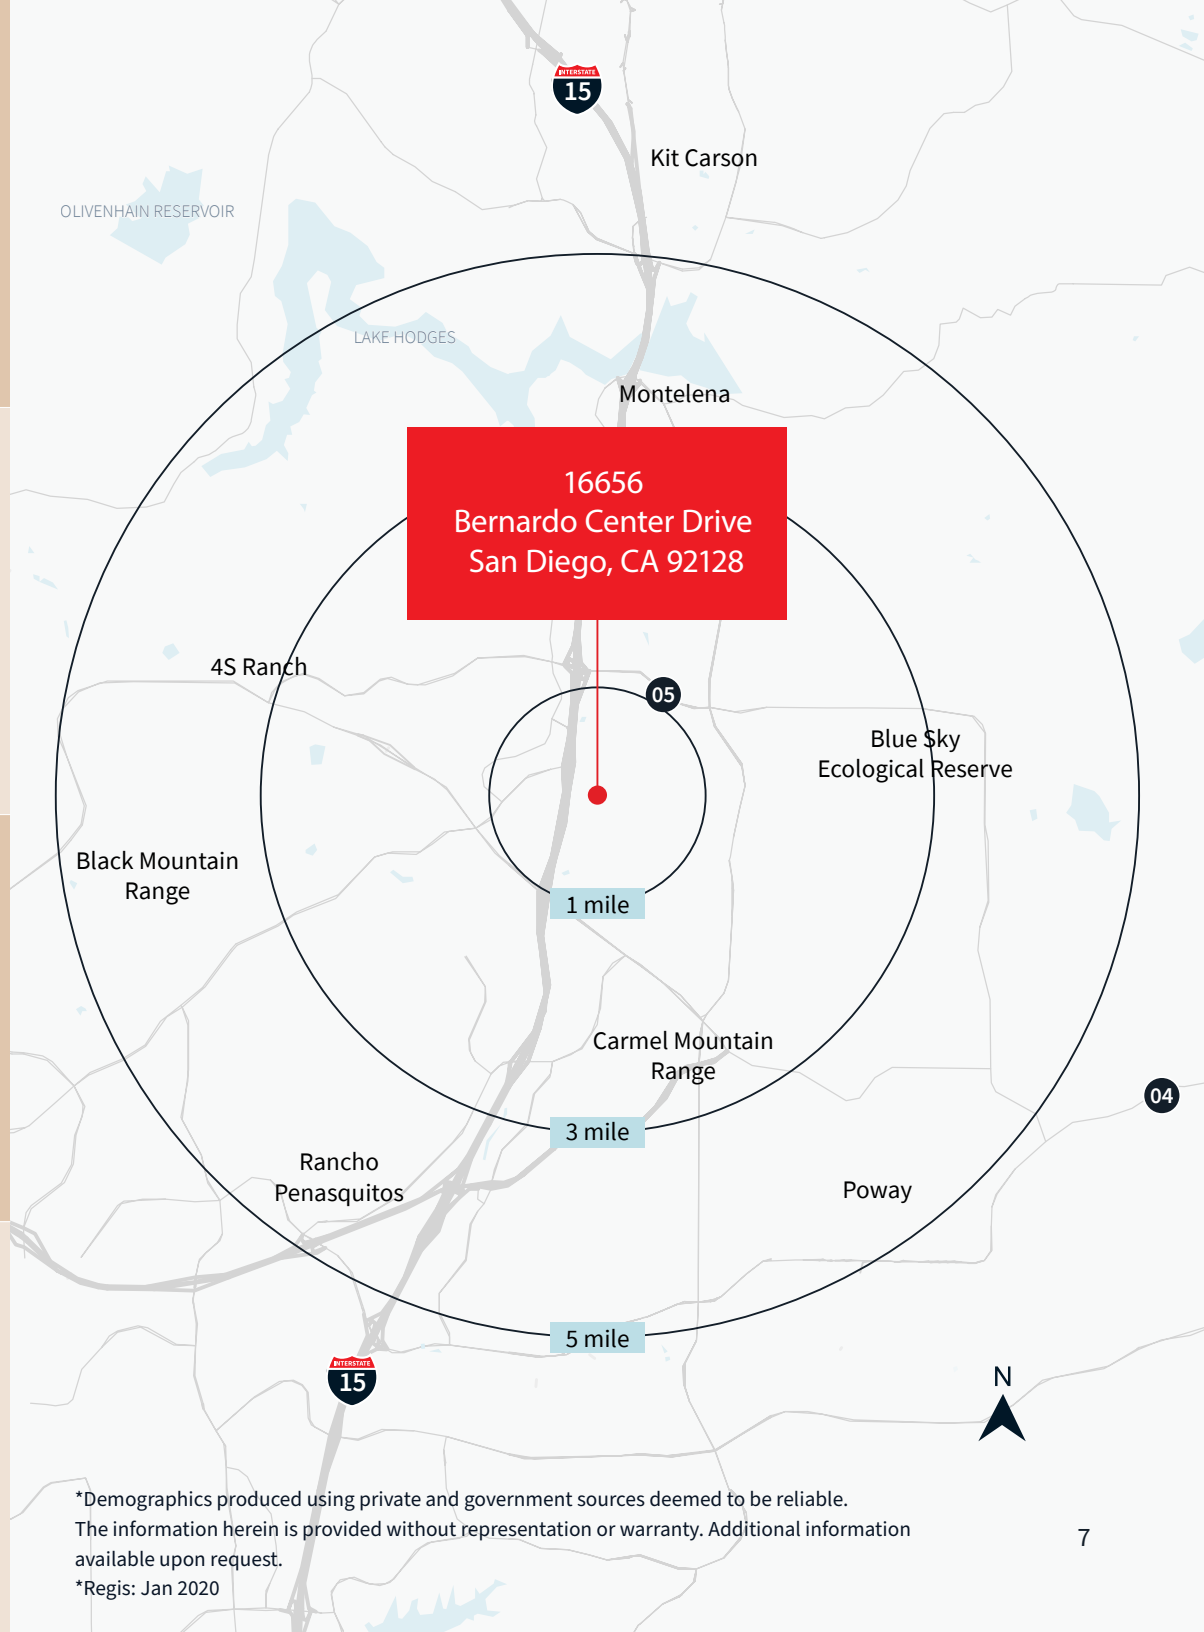 INTERSTATE
15
Kit Carson
OLIVENHAIN RESERVOIR
LAKE HODGES
Montelena
16656
Bernardo Center Drive
San Diego, CA 92128
4S Ranch
05
Blue Sky
Ecological Reserve
Black Mountain
Range
1 mile
Carmel Mountain
Range
04
3 mile
Rancho
Penasquitos
Poway
5 mile
INTERSTATE
15
N
*Demographics produced using private and government sources deemed to be reliable.
The information herein is provided without representation or warranty. Additional information
available upon request.
*Regis: Jan 2020
7